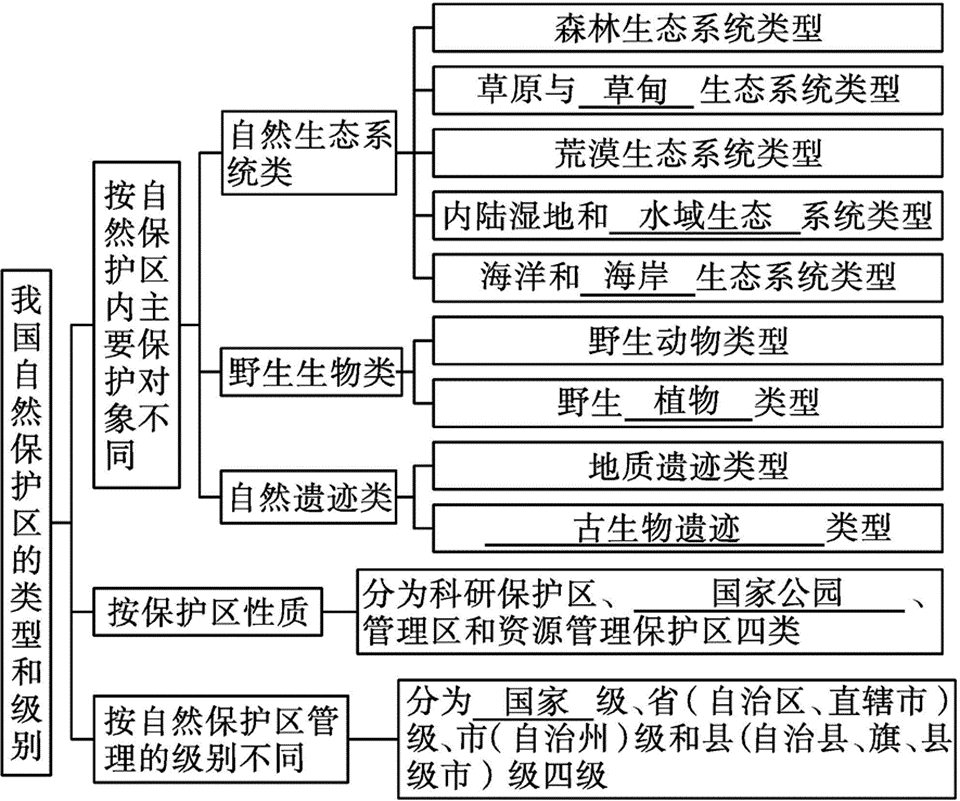 我国自然保护区的类型和级别
按自然保护区内主要保护对象不同
自然生态系
统类
森林生态系统类型
草原与 草甸 生态系统类型
荒漠生态系统类型
内陆湿地和 水域生态 系统类型
海洋和 海岸 生态系统类型
野生生物类
野生动物类型
野生 植物 类型
自然遗迹类
地质遗迹类型
古生物遗迹 类型
按保护区性质
分为科研保护区、 国家公园 、
管理区和资源管理保护区四类
按自然保护区管
理的级别不同
分为 国家 级、省(自治区、直辖市)
级、市(自治州)级和县(自治县、旗、县
级市)级四级